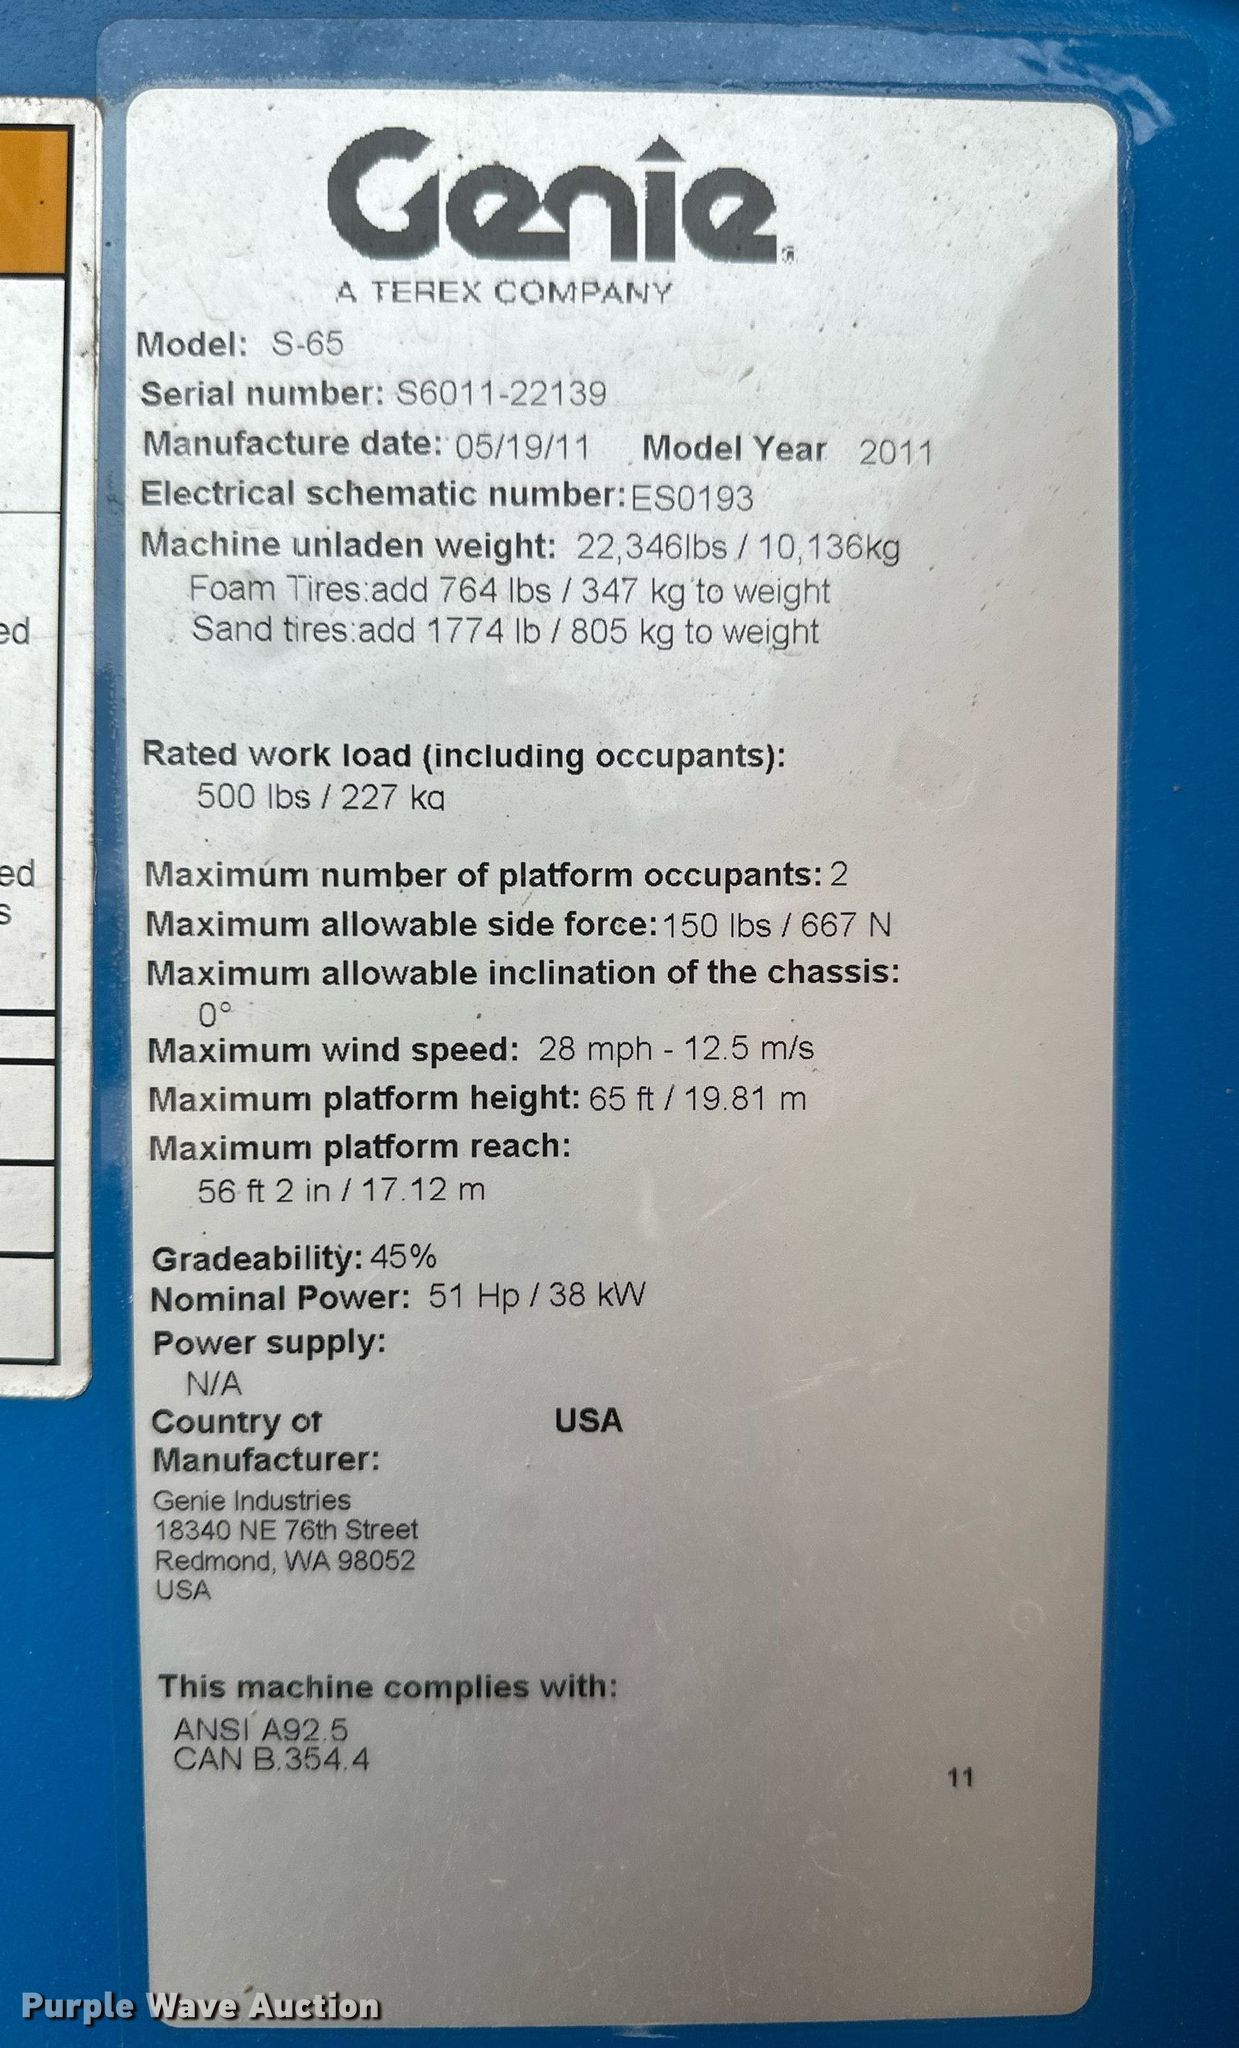 Genie
A TEREX COMPANY
Model: S-65
Serial number: S6011-22139
Manufacture date: 05/19/11 Model Year 2011
Electrical schematic number: ES0193
Machine unladen weight: 22,346lbs / 10,136kg
Foam Tires:add 764 lbs / 347 kg to weight
Sand tires:add 1774 lb / 805 kg to weight
Rated work load (including occupants):
500 lbs / 227 kg
Maximum number of platform occupants: 2
Maximum allowable side force: 150 lbs / 667 N
Maximum allowable inclination of the chassis:
0°
Maximum wind speed: 28 mph - 12.5 m/s
Maximum platform height: 65 ft / 19.81 m
Maximum platform reach:
56 ft 2 in / 17.12 m
Gradeability: 45%
Nominal Power: 51 Hp / 38 kW
Power supply:
N/A
Country of USA
Manufacturer:
Genie Industries
18340 NE 76th Street
Redmond, WA 98052
USA
This machine complies with:
ANSI A92.5
CAN B.354.4
11
ed
ed
s
Purple Wave Auction